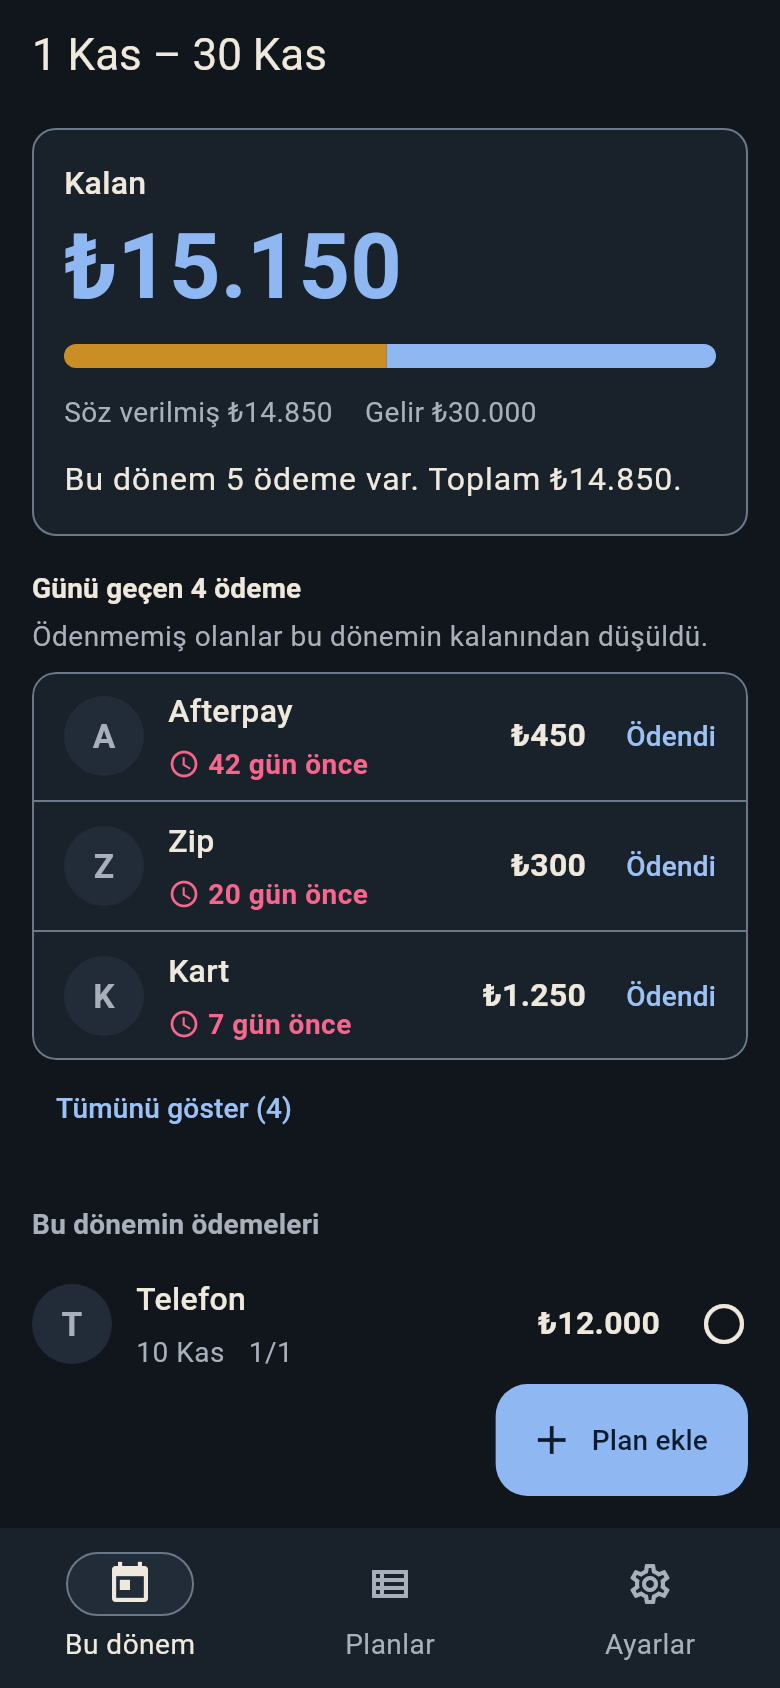 1 Kas – 30 Kas
Kalan
₺15.150
Söz verilmiş ₺14.850 Gelir ₺30.000
Bu dönem 5 ödeme var. Toplam ₺14.850.
Günü geçen 4 ödeme
Ödenmemiş olanlar bu dönemin kalanından düşüldü.
A Afterpay ₺450 Ödendi
42 gün önce
Z Zip ₺300 Ödendi
20 gün önce
K Kart ₺1.250 Ödendi
7 gün önce
Tümünü göster (4)
Bu dönemin ödemeleri
T Telefon ₺12.000
10 Kas 1/1
Plan ekle
Bu dönem Planlar Ayarlar